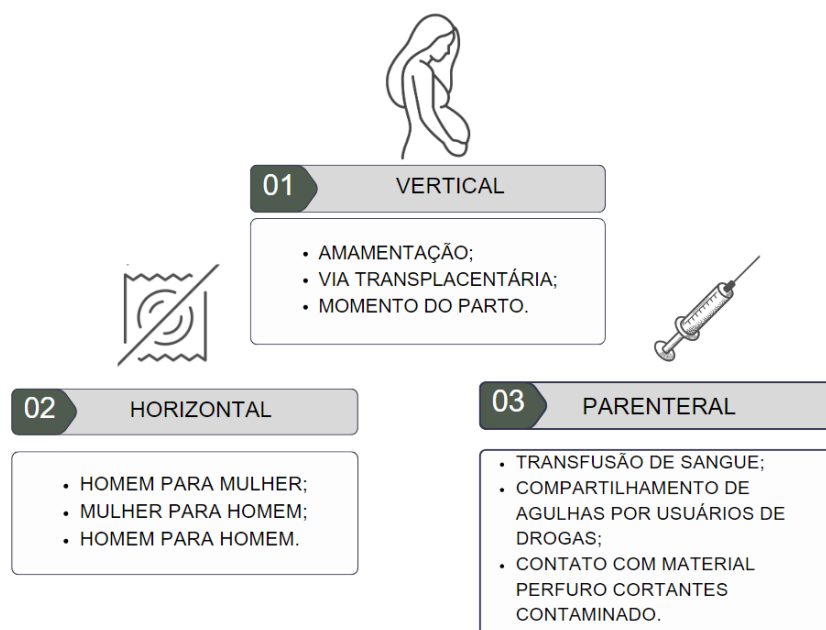 01 VERTICAL
• AMAMENTAÇÃO;
• VIA TRANSPLACENTÁRIA;
• MOMENTO DO PARTO.
02 HORIZONTAL
• HOMEM PARA MULHER;
• MULHER PARA HOMEM;
• HOMEM PARA HOMEM.
03 PARENTERAL
• TRANSFUSÃO DE SANGUE;
• COMPARTILHAMENTO DE
AGULHAS POR USUÁRIOS DE
DROGAS;
• CONTATO COM MATERIAL
PERFURO CORTANTES
CONTAMINADO.